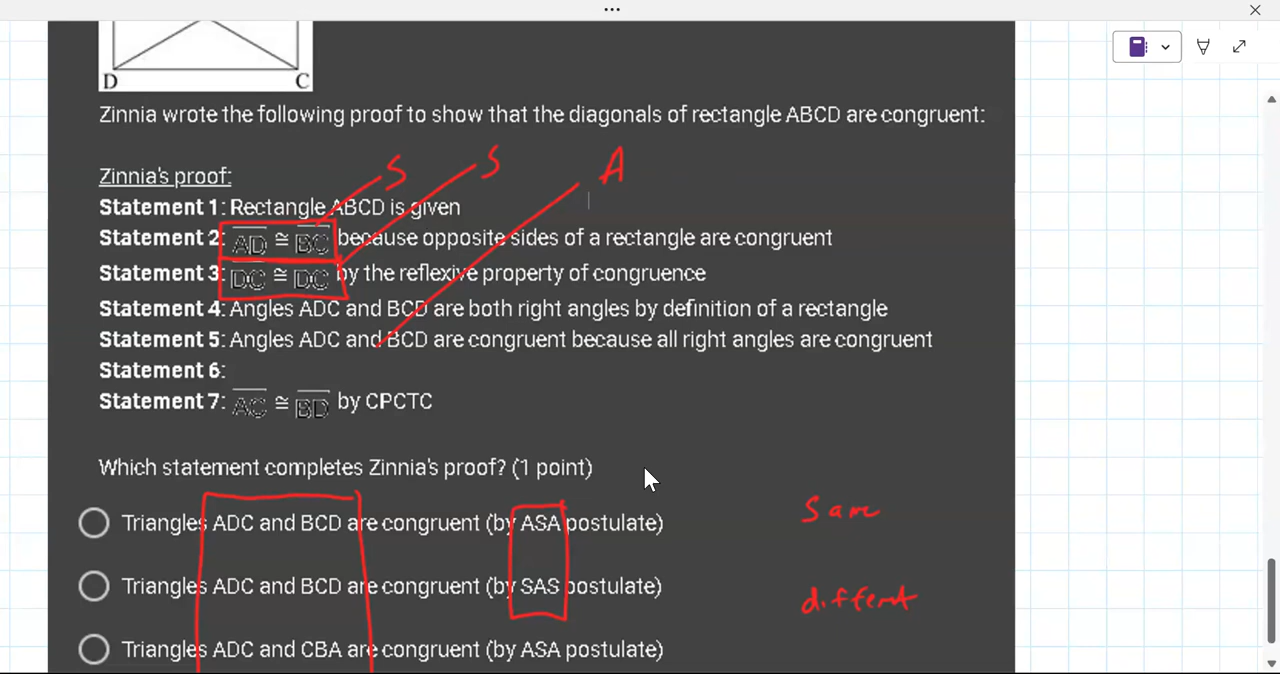 D C
Zinnia wrote the following proof to show that the diagonals of rectangle ABCD are congruent:
S S A
Zinnia's proof:
Statement 1: Rectangle ABCD is given
Statement 2: AD ≅ BC because opposite sides of a rectangle are congruent
Statement 3: DC ≅ DC by the reflexive property of congruence
Statement 4: Angles ADC and BCD are both right angles by definition of a rectangle
Statement 5: Angles ADC and BCD are congruent because all right angles are congruent
Statement 6:
Statement 7: AC ≅ BD by CPCTC
Which statement completes Zinnia's proof? (1 point)
Triangles ADC and BCD are congruent (by ASA postulate)
Same
Triangles ADC and BCD are congruent (by SAS postulate)
different
Triangles ADC and CBA are congruent (by ASA postulate)